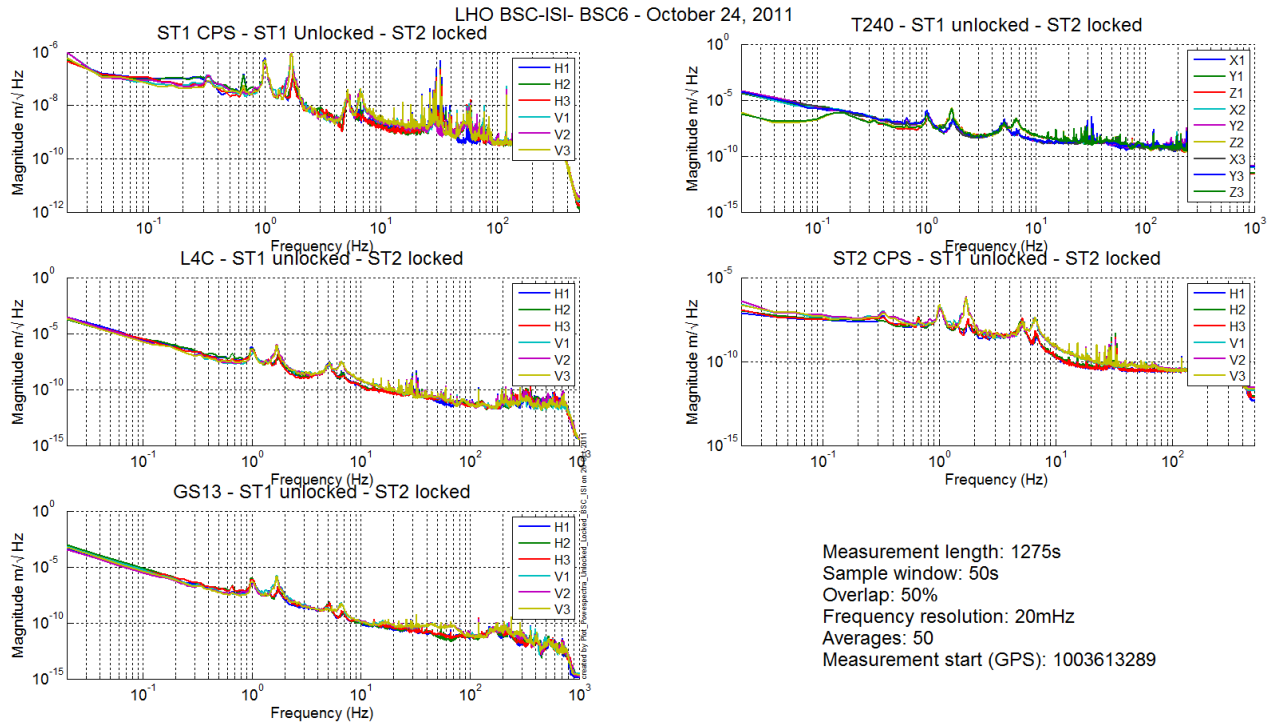 LHO BSC-ISI- BSC6 - October 24, 2011
ST1 CPS - ST1 Unlocked - ST2 locked
Magnitude m/√ Hz
10^-6
10^-8
10^-10
10^-12
H1
H2
H3
V1
V2
V3
10^-1
10^0
10^1
10^2
Frequency (Hz)
T240 - ST1 unlocked - ST2 locked
Magnitude m/√ Hz
10^0
10^-5
10^-10
10^-15
X1
Y1
Z1
X2
Y2
Z2
X3
Y3
Z3
10^-1
10^0
10^1
10^2
10^3
Frequency (Hz)
L4C - ST1 unlocked - ST2 locked
Magnitude m/√ Hz
10^0
10^-5
10^-10
10^-15
H1
H2
H3
V1
V2
V3
10^-1
10^0
10^1
10^2
10^3
Frequency (Hz)
ST2 CPS - ST1 unlocked - ST2 locked
Magnitude m/√ Hz
10^-5
10^-10
10^-15
H1
H2
H3
V1
V2
V3
10^-1
10^0
10^1
10^2
Frequency (Hz)
GS13 - ST1 unlocked - ST2 locked
Magnitude m/√ Hz
10^0
10^-5
10^-10
10^-15
H1
H2
H3
V1
V2
V3
10^-1
10^0
10^1
10^2
10^3
Frequency (Hz)
created by Plot_Powerspectra_Unlocked_Locked_BSC_ISI on
Measurement length: 1275s
Sample window: 50s
Overlap: 50%
Frequency resolution: 20mHz
Averages: 50
Measurement start (GPS): 1003613289